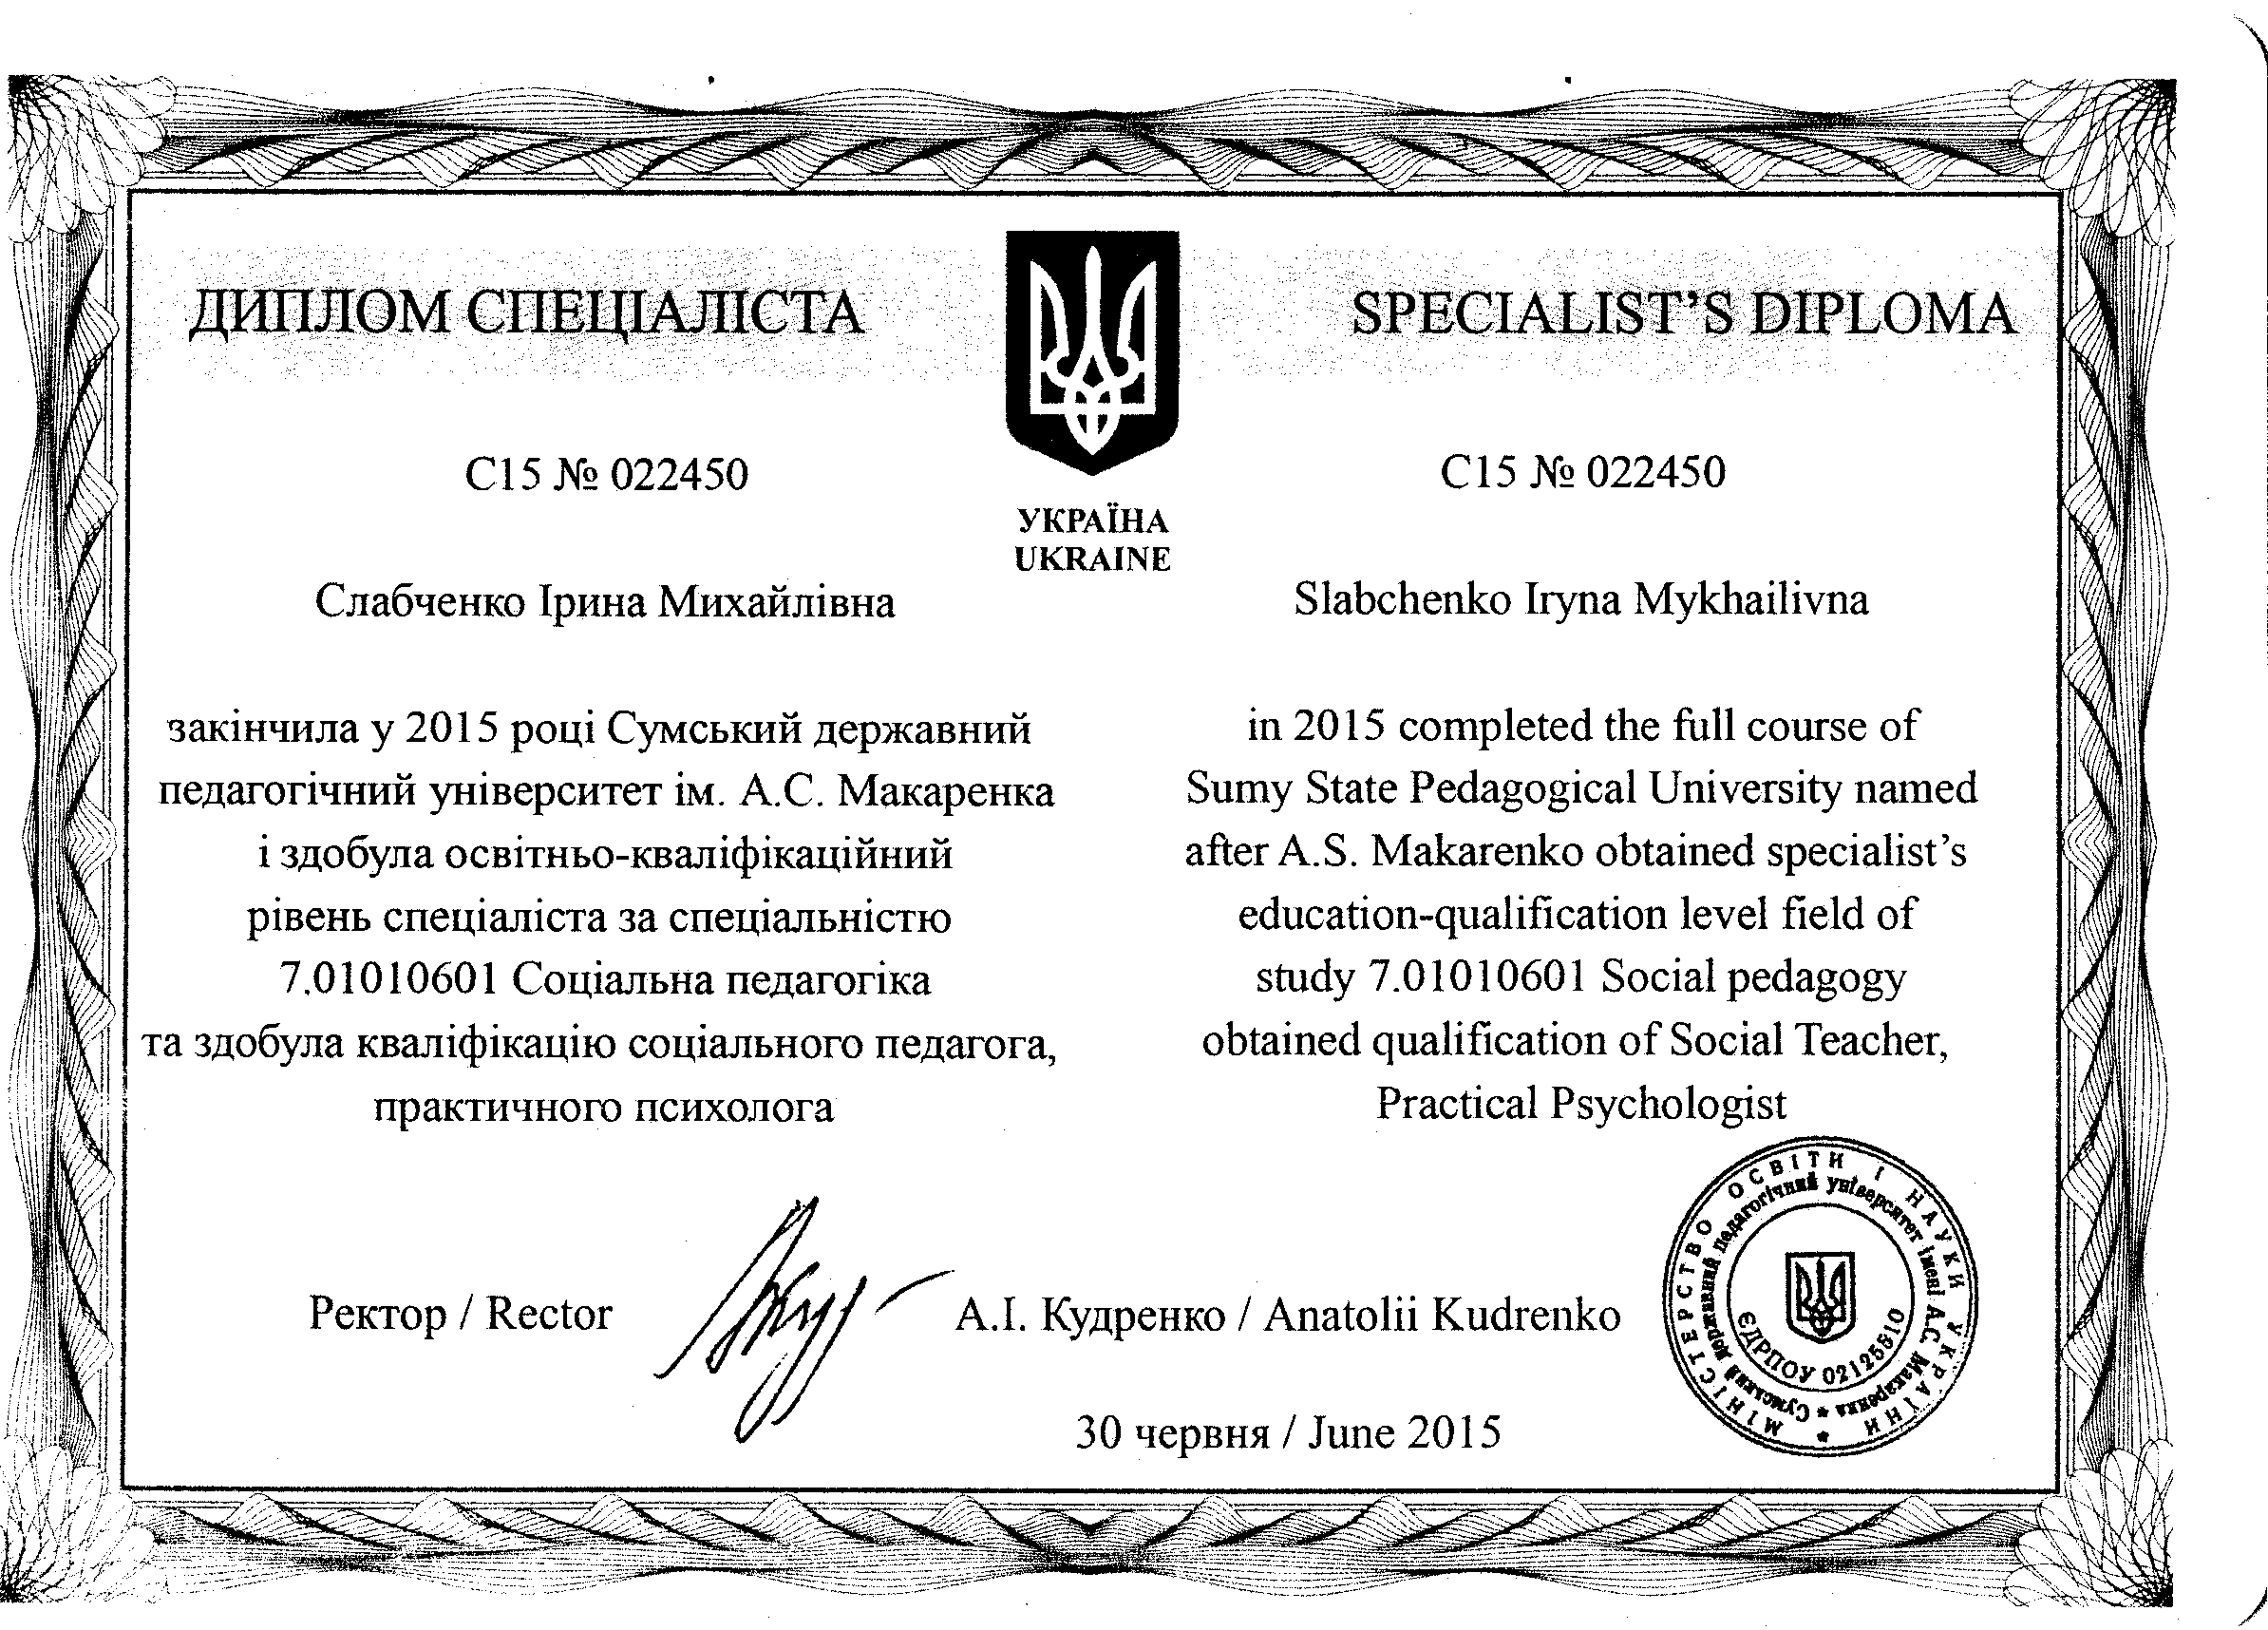 ДИПЛОМ СПЕЦІАЛІСТА
С15 № 022450
Слабченко Ірина Михайлівна
закінчила у 2015 році Сумський державний
педагогічний університет ім. А.С. Макаренка
і здобула освітньо-кваліфікаційний
рівень спеціаліста за спеціальністю
7.01010601 Соціальна педагогіка
та здобула кваліфікацію соціального педагога,
практичного психолога
УКРАЇНА
UKRAINE
SPECIALIST'S DIPLOMA
C15 № 022450
Slabchenko Iryna Mykhailivna
in 2015 completed the full course of
Sumy State Pedagogical University named
after A.S. Makarenko obtained specialist's
education-qualification level field of
study 7.01010601 Social pedagogy
obtained qualification of Social Teacher,
Practical Psychologist
Ректор / Rector
А.І. Кудренко / Anatolii Kudrenko
30 червня / June 2015
МІНІСТЕРСТВО ОСВІТИ І НАУКИ УКРАЇНИ
Сумський державний педагогічний університет імені А.С. Макаренка
ЄДРПОУ 02125510